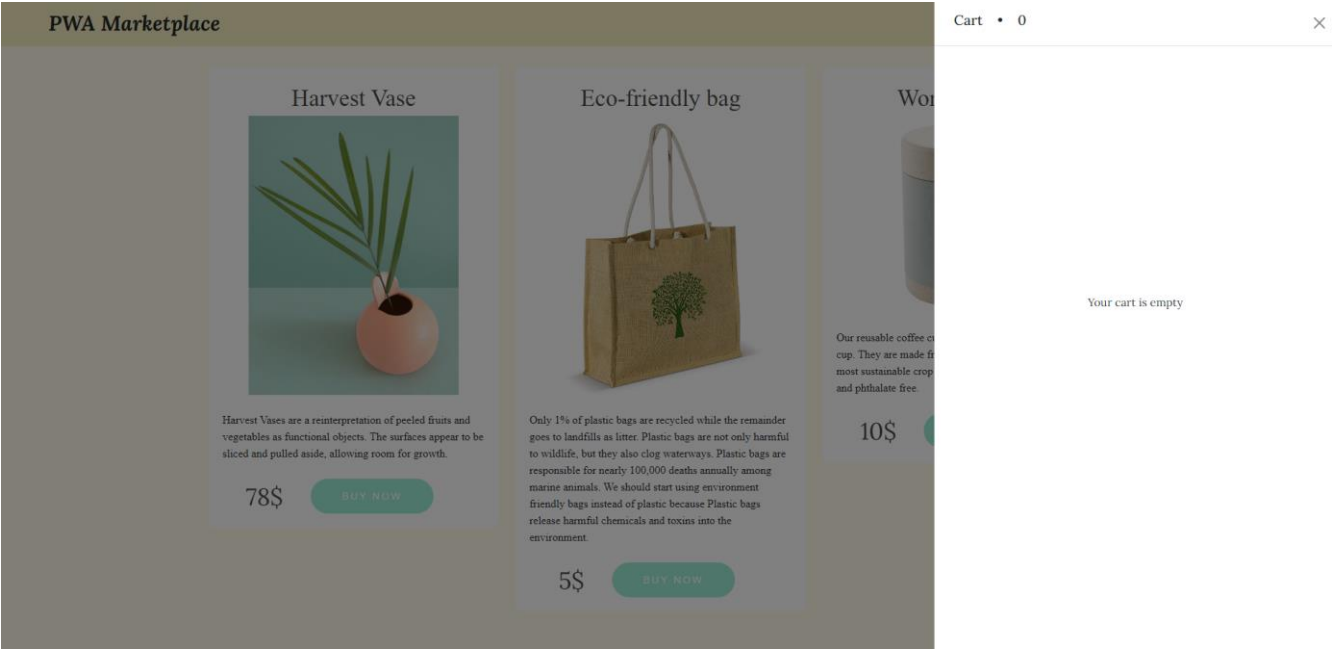 PWA Marketplace
Cart • 0
Harvest Vase
Harvest Vases are a reinterpretation of peeled fruits and
vegetables as functional objects. The surfaces appear to be
sliced and pulled aside, allowing room for growth.
78$
BUY NOW
Eco-friendly bag
Only 1% of plastic bags are recycled while the remainder
goes to landfills as litter. Plastic bags are not only harmful
to wildlife, but they also clog waterways. Plastic bags are
responsible for nearly 100,000 deaths annually among
marine animals. We should start using environment
friendly bags instead of plastic because Plastic bags
release harmful chemicals and toxins into the
environment.
5$
BUY NOW
Our reusable coffee
cup. They are made
most sustainable crop
and phthalate free.
10$
Your cart is empty